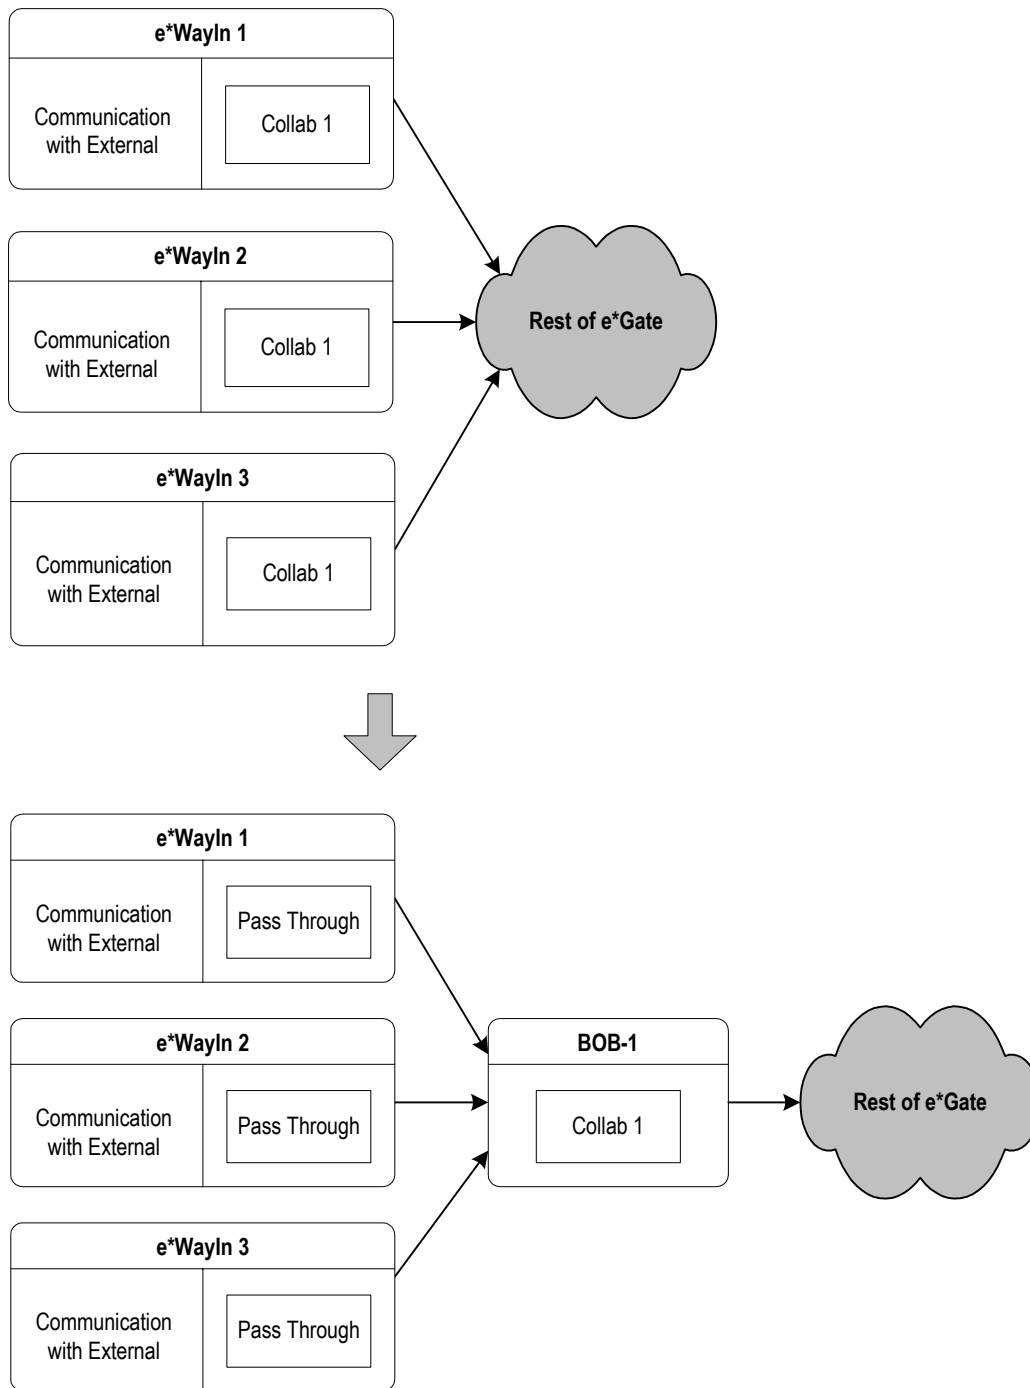 e*WayIn 1
Communication
with External
Collab 1
e*WayIn 2
Communication
with External
Collab 1
Rest of e*Gate
e*WayIn 3
Communication
with External
Collab 1
e*WayIn 1
Communication
with External
Pass Through
e*WayIn 2
Communication
with External
Pass Through
BOB-1
Collab 1
Rest of e*Gate
e*WayIn 3
Communication
with External
Pass Through